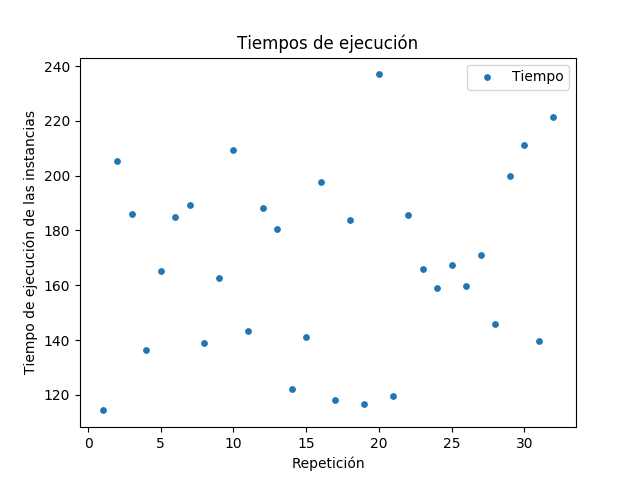 Tiempos de ejecución
Tiempo
Tiempo de ejecución de las instancias
240
220
200
180
160
140
120
0 5 10 15 20 25 30
Repetición